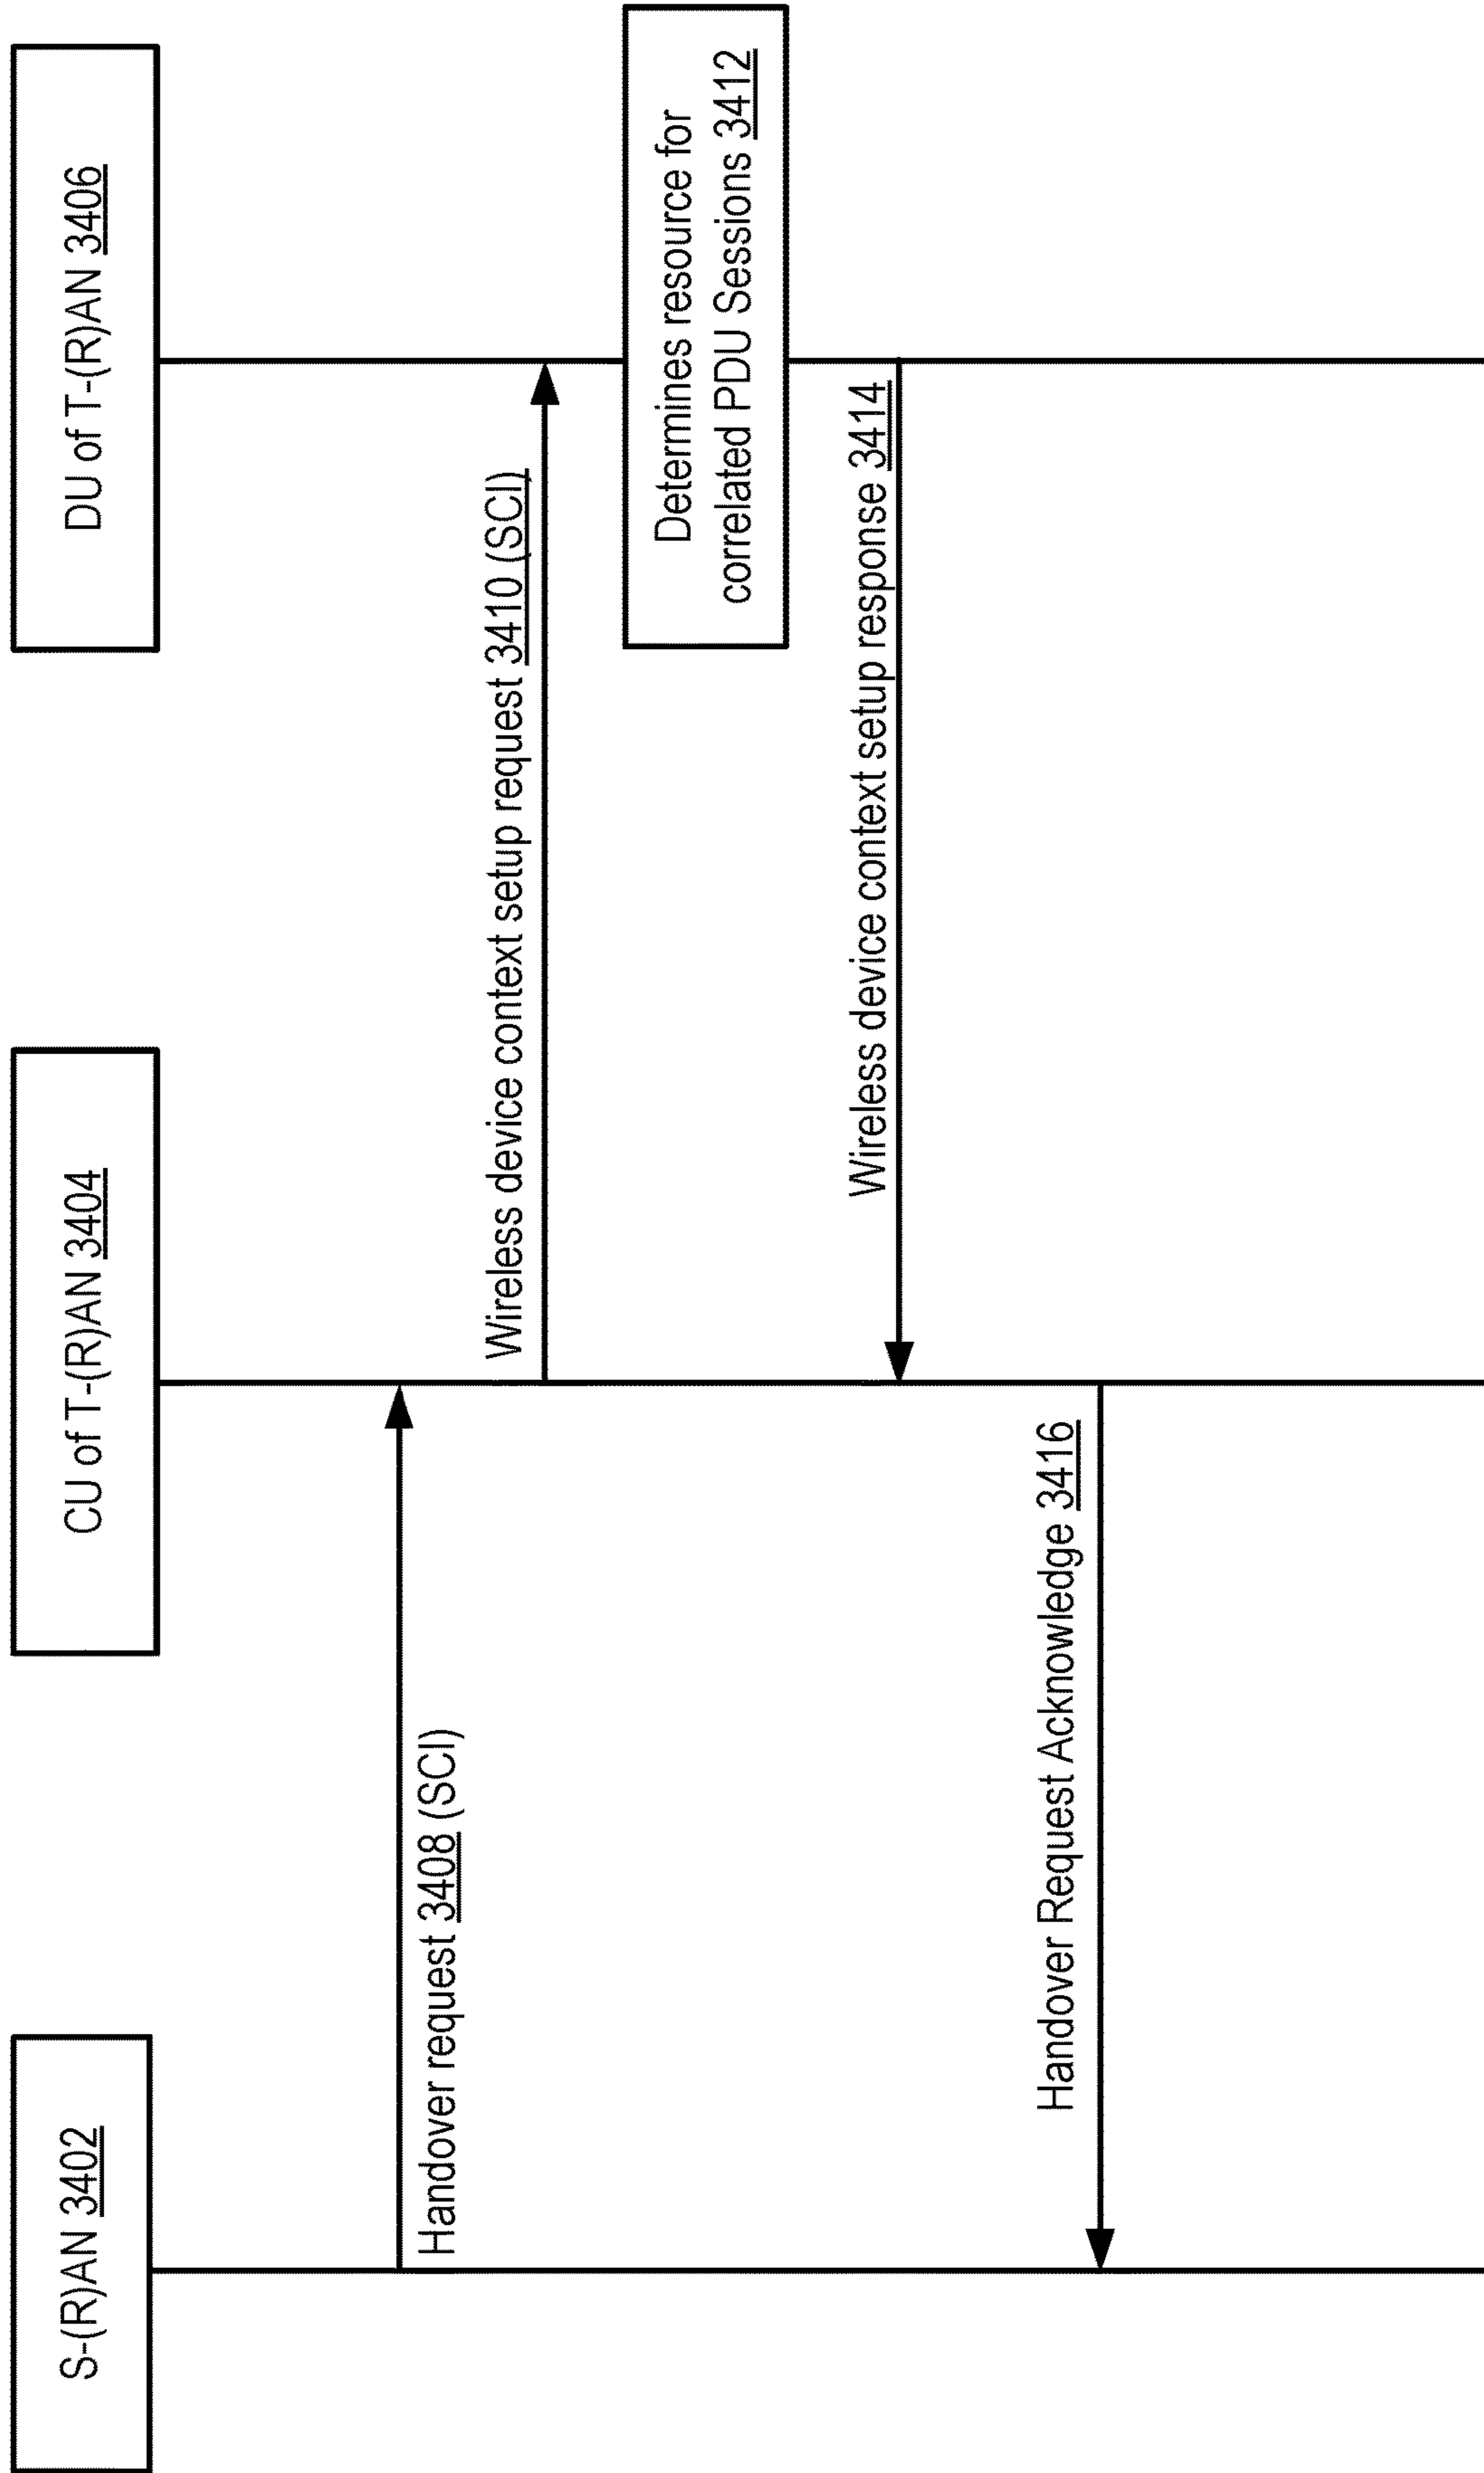 S-(R)AN 3402
CU of T-(R)AN 3404
DU of T-(R)AN 3406
Handover request 3408 (SCI)
Wireless device context setup request 3410 (SCI)
Determines resource for
correlated PDU Sessions 3412
Wireless device context setup response 3414
Handover Request Acknowledge 3416